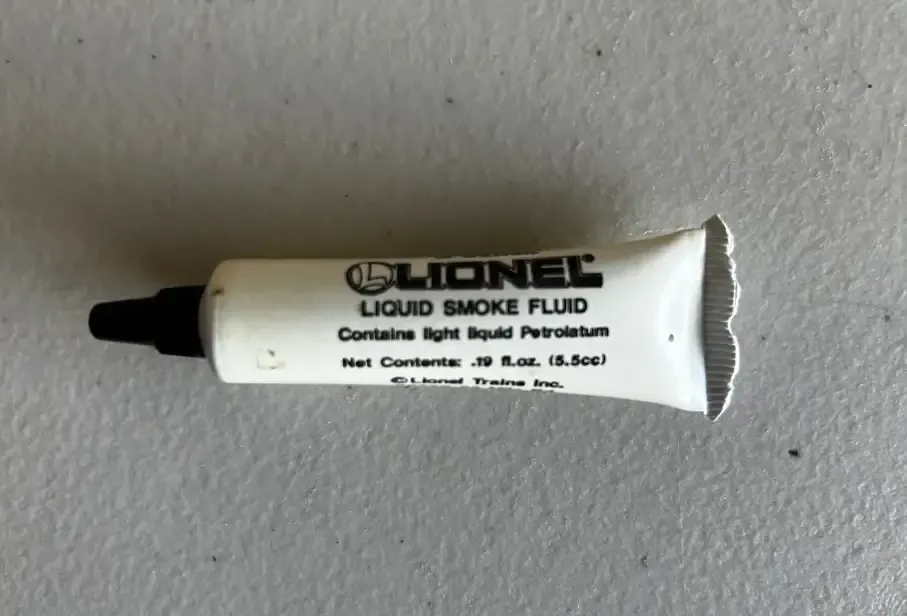 LIONEL®
LIQUID SMOKE FLUID
Contains light liquid Petrolatum
Net Contents: .19 fl.oz. (5.5cc)
© Lionel Trains Inc.